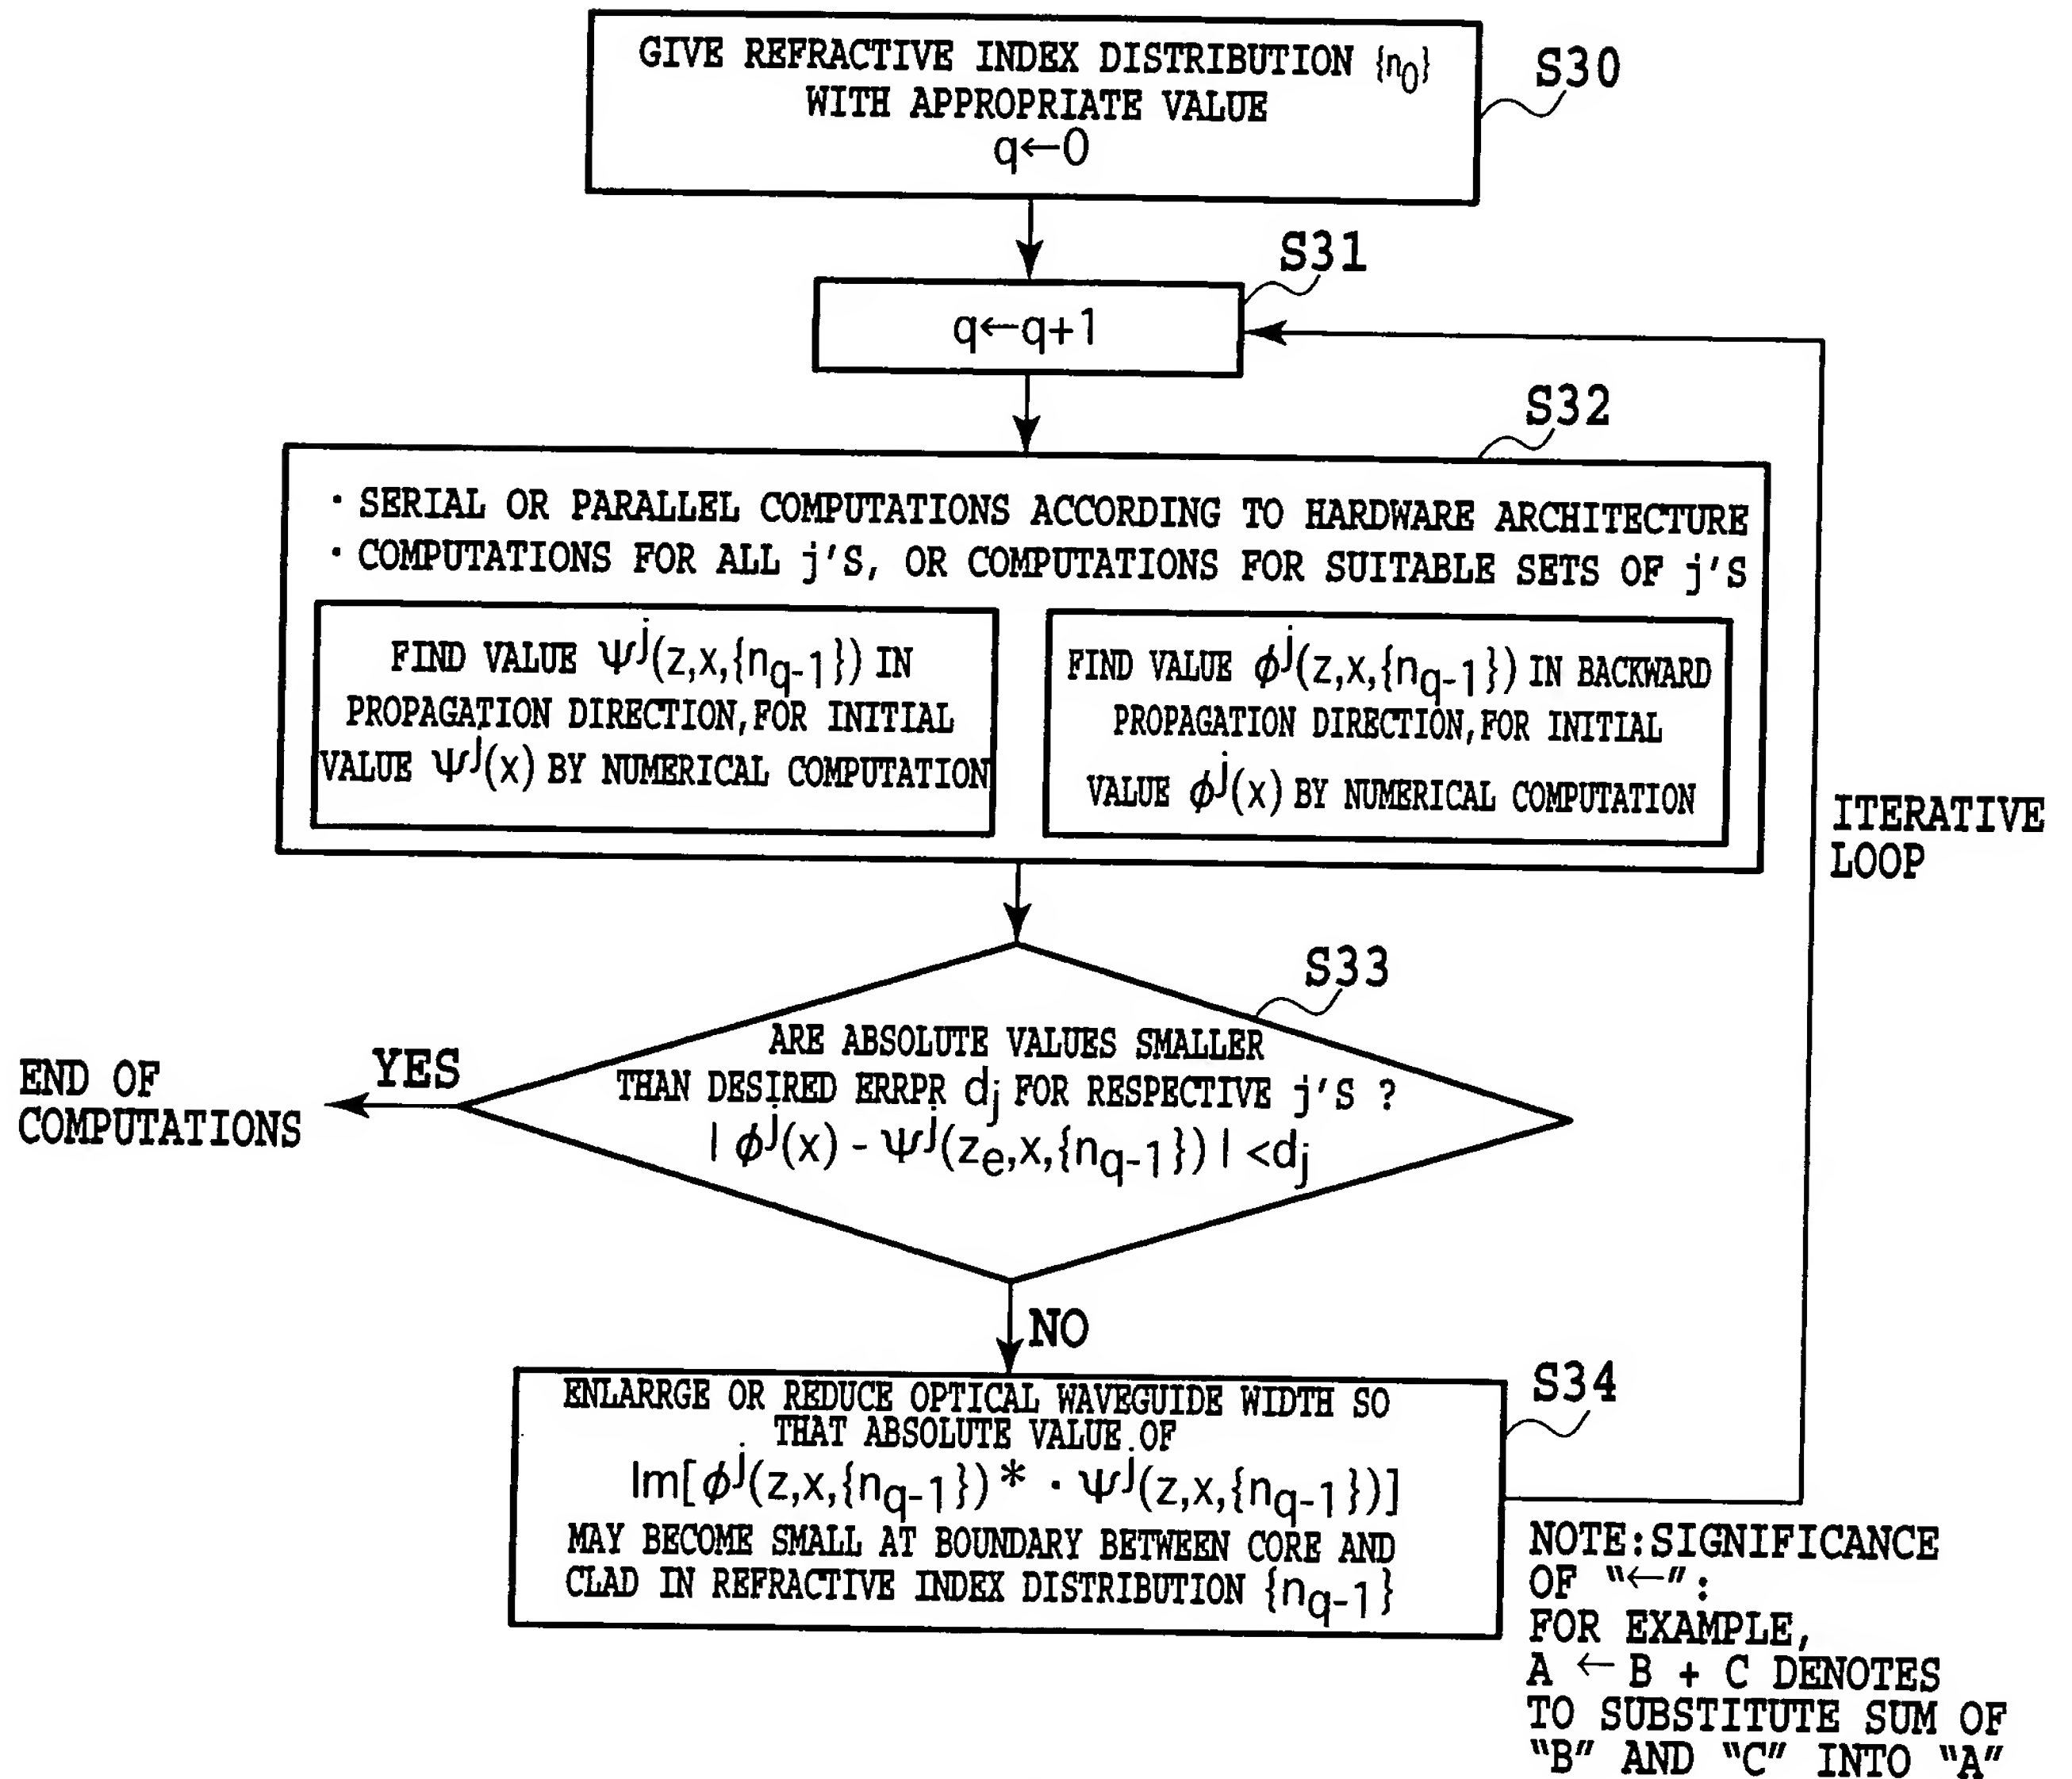 GIVE REFRACTIVE INDEX DISTRIBUTION {n0}
WITH APPROPRIATE VALUE
q←0
S30
S31
q←q+1
S32
· SERIAL OR PARALLEL COMPUTATIONS ACCORDING TO HARDWARE ARCHITECTURE
· COMPUTATIONS FOR ALL j'S, OR COMPUTATIONS FOR SUITABLE SETS OF j'S
FIND VALUE Ψj(z,x,{nq-1}) IN
PROPAGATION DIRECTION,FOR INITIAL
VALUE Ψj(x) BY NUMERICAL COMPUTATION
FIND VALUE ϕj(z,x,{nq-1}) IN BACKWARD
PROPAGATION DIRECTION,FOR INITIAL
VALUE ϕj(x) BY NUMERICAL COMPUTATION
ITERATIVE
LOOP
S33
ARE ABSOLUTE VALUES SMALLER
THAN DESIRED ERRPR dj FOR RESPECTIVE j'S ?
| ϕj(x) - Ψj(ze,x,{nq-1}) | <dj
YES
END OF
COMPUTATIONS
NO
S34
ENLARRGE OR REDUCE OPTICAL WAVEGUIDE WIDTH SO
THAT ABSOLUTE VALUE OF
Im[ϕj(z,x,{nq-1})* · Ψj(z,x,{nq-1})]
MAY BECOME SMALL AT BOUNDARY BETWEEN CORE AND
CLAD IN REFRACTIVE INDEX DISTRIBUTION {nq-1}
NOTE:SIGNIFICANCE
OF "←":
FOR EXAMPLE,
A ← B + C DENOTES
TO SUBSTITUTE SUM OF
"B" AND "C" INTO "A"